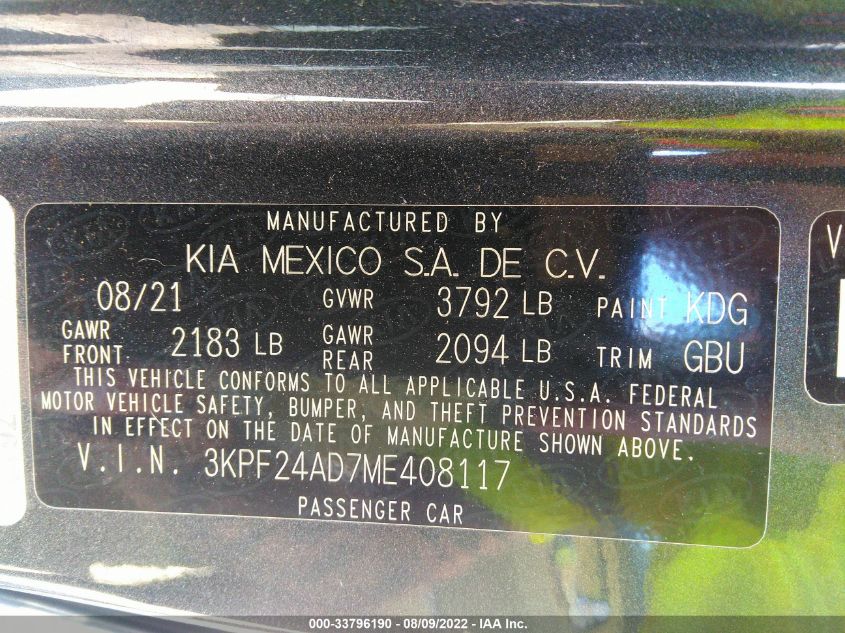 MANUFACTURED BY
KIA MEXICO S.A. DE C.V.
08/21 GVWR 3792 LB PAINT KDG
GAWR FRONT 2183 LB GAWR REAR 2094 LB TRIM GBU
THIS VEHICLE CONFORMS TO ALL APPLICABLE U.S.A. FEDERAL
MOTOR VEHICLE SAFETY, BUMPER, AND THEFT PREVENTION STANDARDS
IN EFFECT ON THE DATE OF MANUFACTURE SHOWN ABOVE.
V.I.N. 3KPF24AD7ME408117
PASSENGER CAR
V
000-33796190 - 08/09/2022 - IAA Inc.